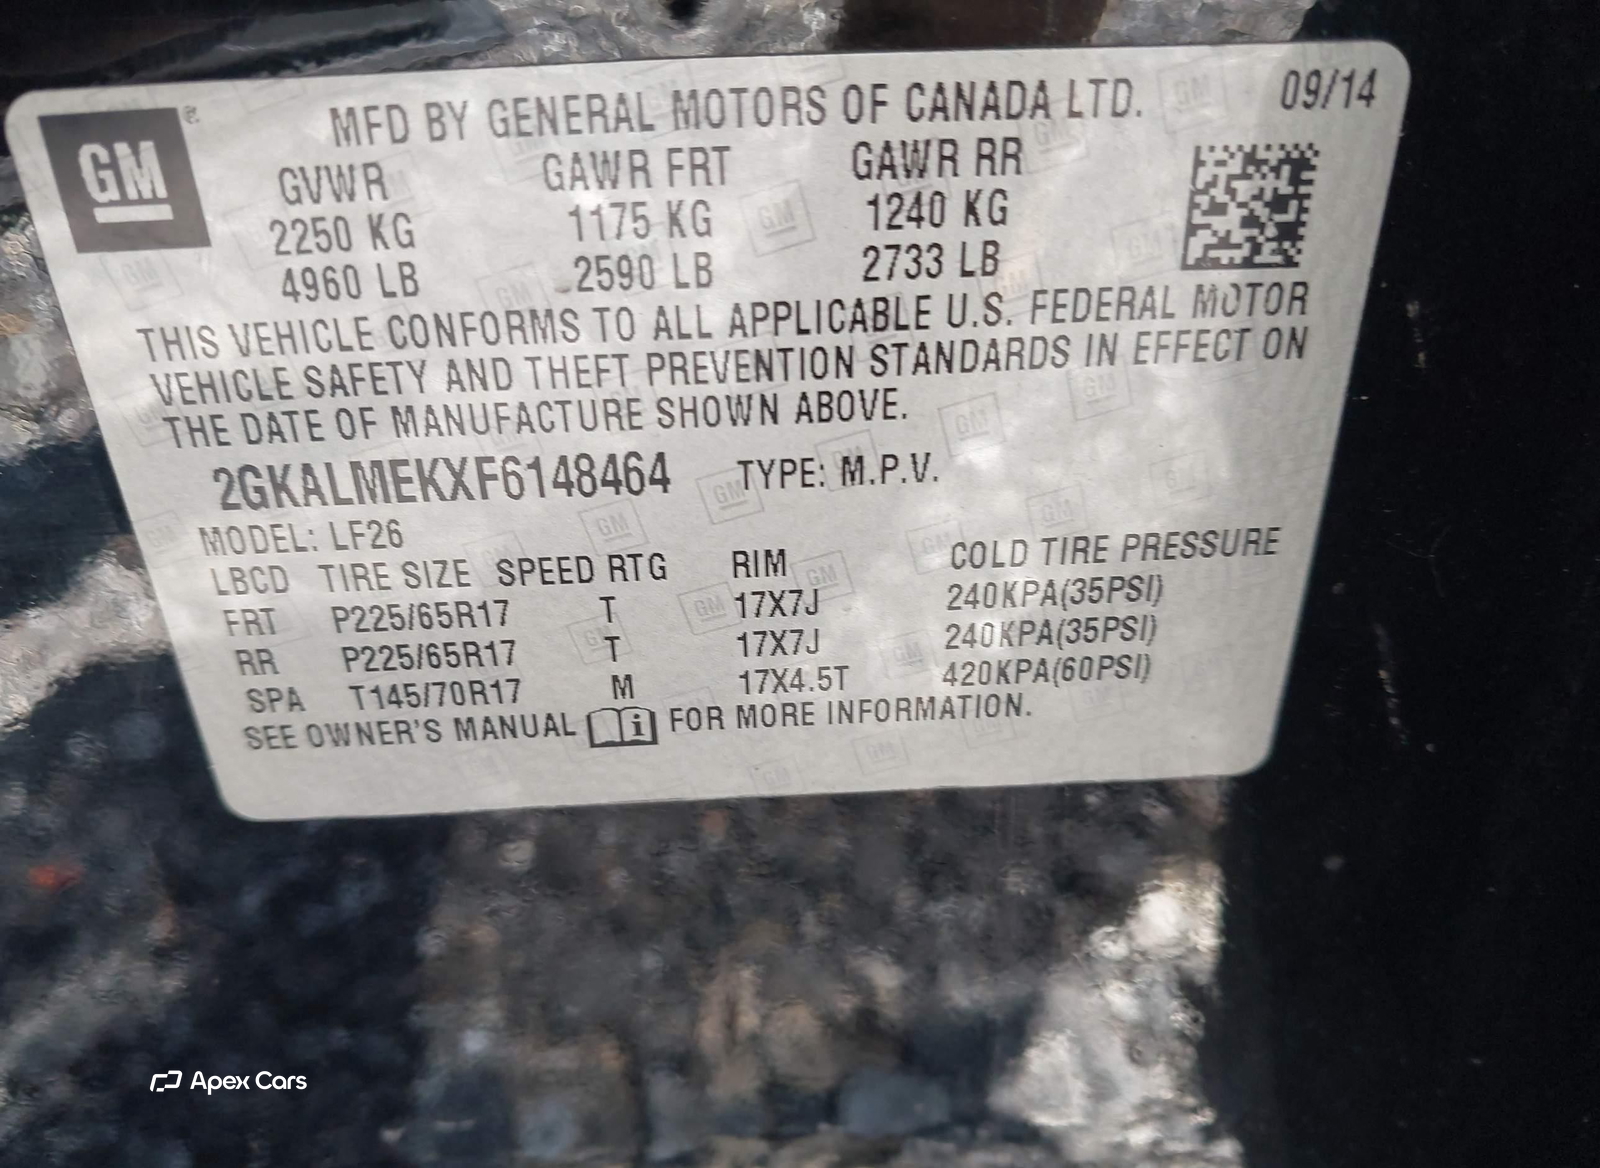 GM
MFD BY GENERAL MOTORS OF CANADA LTD. 09/14
GVWR GAWR FRT GAWR RR
2250 KG 1175 KG 1240 KG
4960 LB 2590 LB 2733 LB
THIS VEHICLE CONFORMS TO ALL APPLICABLE U.S. FEDERAL MOTOR
VEHICLE SAFETY AND THEFT PREVENTION STANDARDS IN EFFECT ON
THE DATE OF MANUFACTURE SHOWN ABOVE.
2GKALMEKXF6148464 TYPE: M.P.V.
MODEL: LF26
LBCD TIRE SIZE SPEED RTG RIM COLD TIRE PRESSURE
FRT P225/65R17 T 17X7J 240KPA(35PSI)
RR P225/65R17 T 17X7J 240KPA(35PSI)
SPA T145/70R17 M 17X4.5T 420KPA(60PSI)
SEE OWNER'S MANUAL i FOR MORE INFORMATION.
Apex Cars